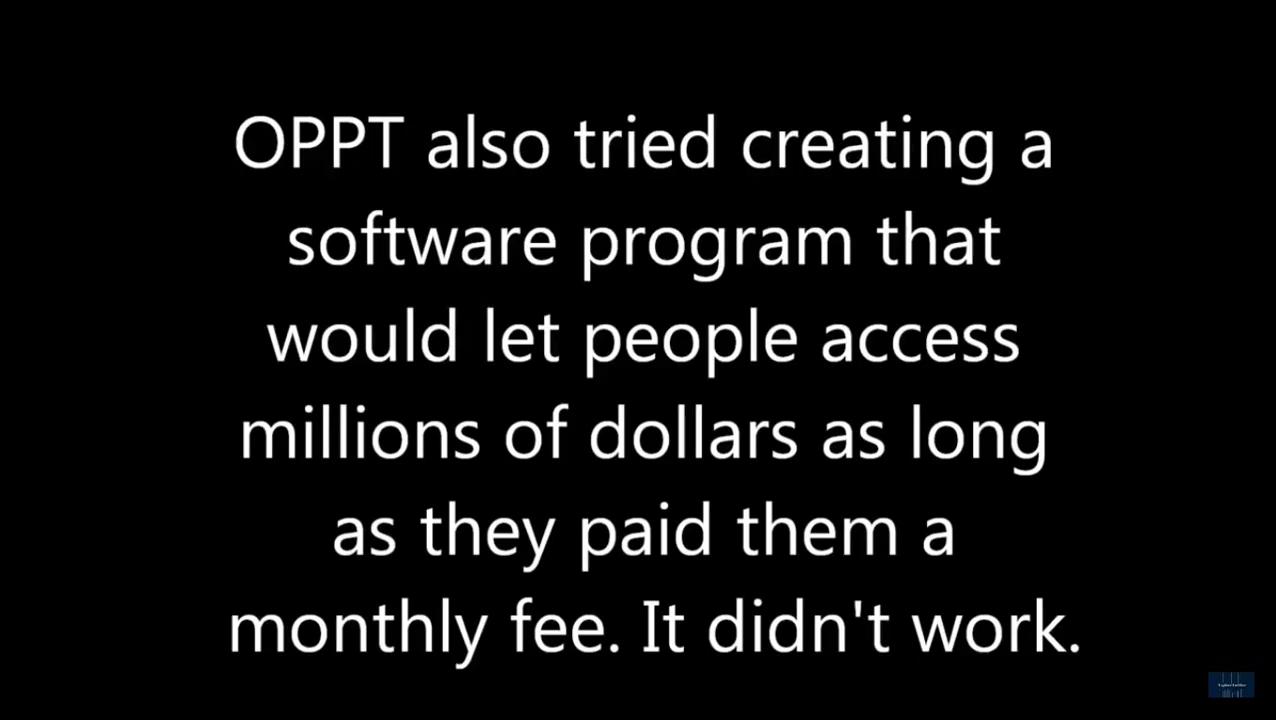 OPPT also tried creating a
software program that
would let people access
millions of dollars as long
as they paid them a
monthly fee. It didn't work.